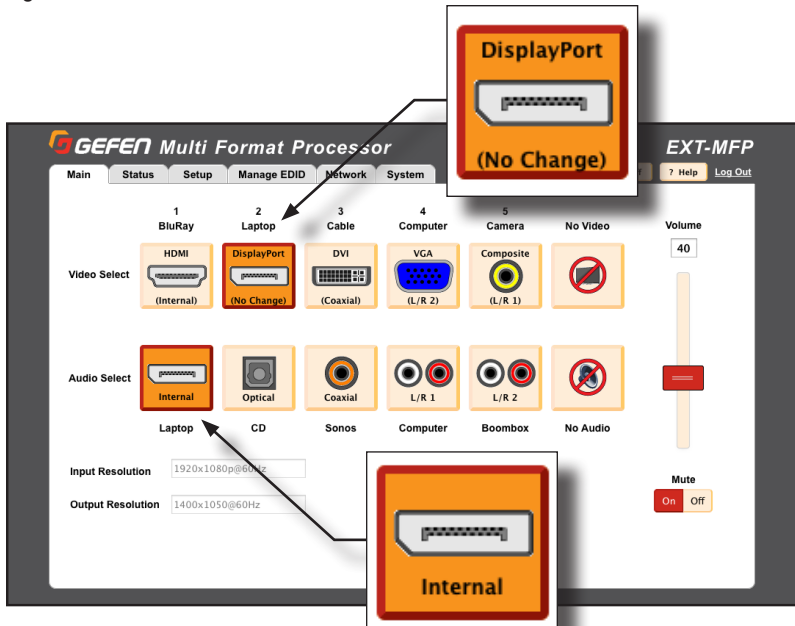 DisplayPort
(No Change)
GEFEN Multi Format Processor
EXT-MFP
Main Status Setup Manage EDID Network System
? Help Log Out
1 2 3 4 5
BluRay Laptop Cable Computer Camera No Video Volume
HDMI DisplayPort DVI VGA Composite
40
Video Select
(Internal) (No Change) (Coaxial) (L/R 2) (L/R 1)
Audio Select
Internal Optical Coaxial L/R 1 L/R 2
Laptop CD Sonos Computer Boombox No Audio
Input Resolution 1920x1080p@60Hz
Mute
Output Resolution 1400x1050@60Hz
On Off
Internal